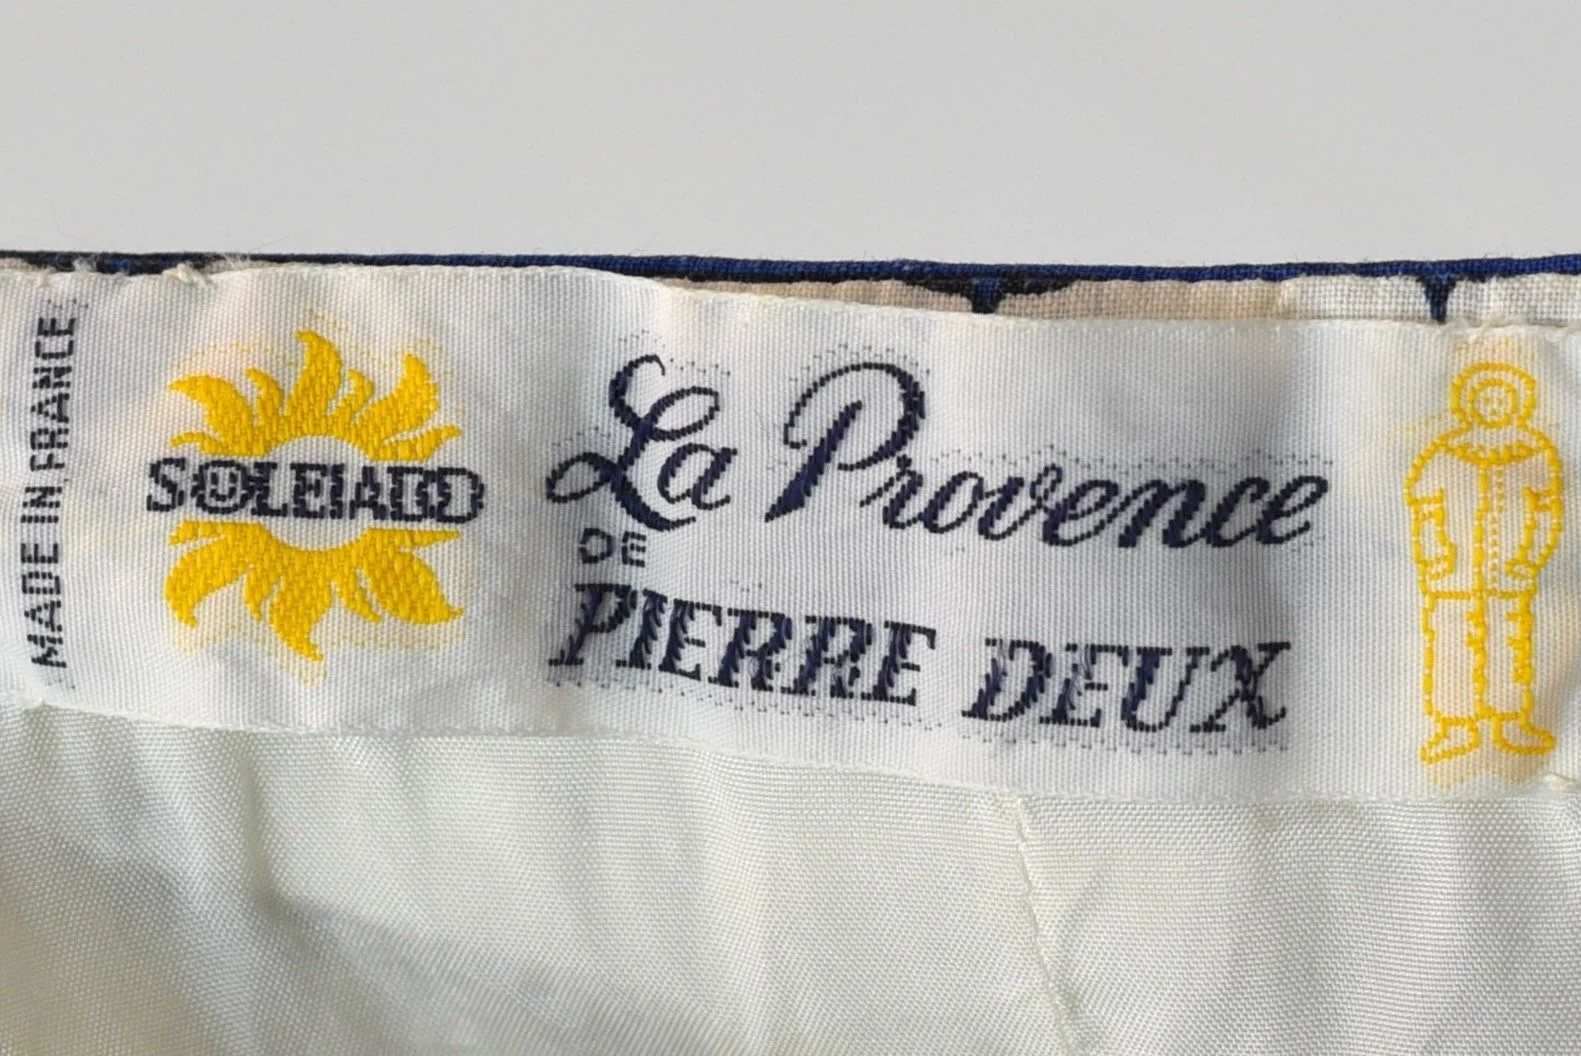 MADE IN FRANCE
SOLEIADO
La Provence
DE
PIERRE DEUX